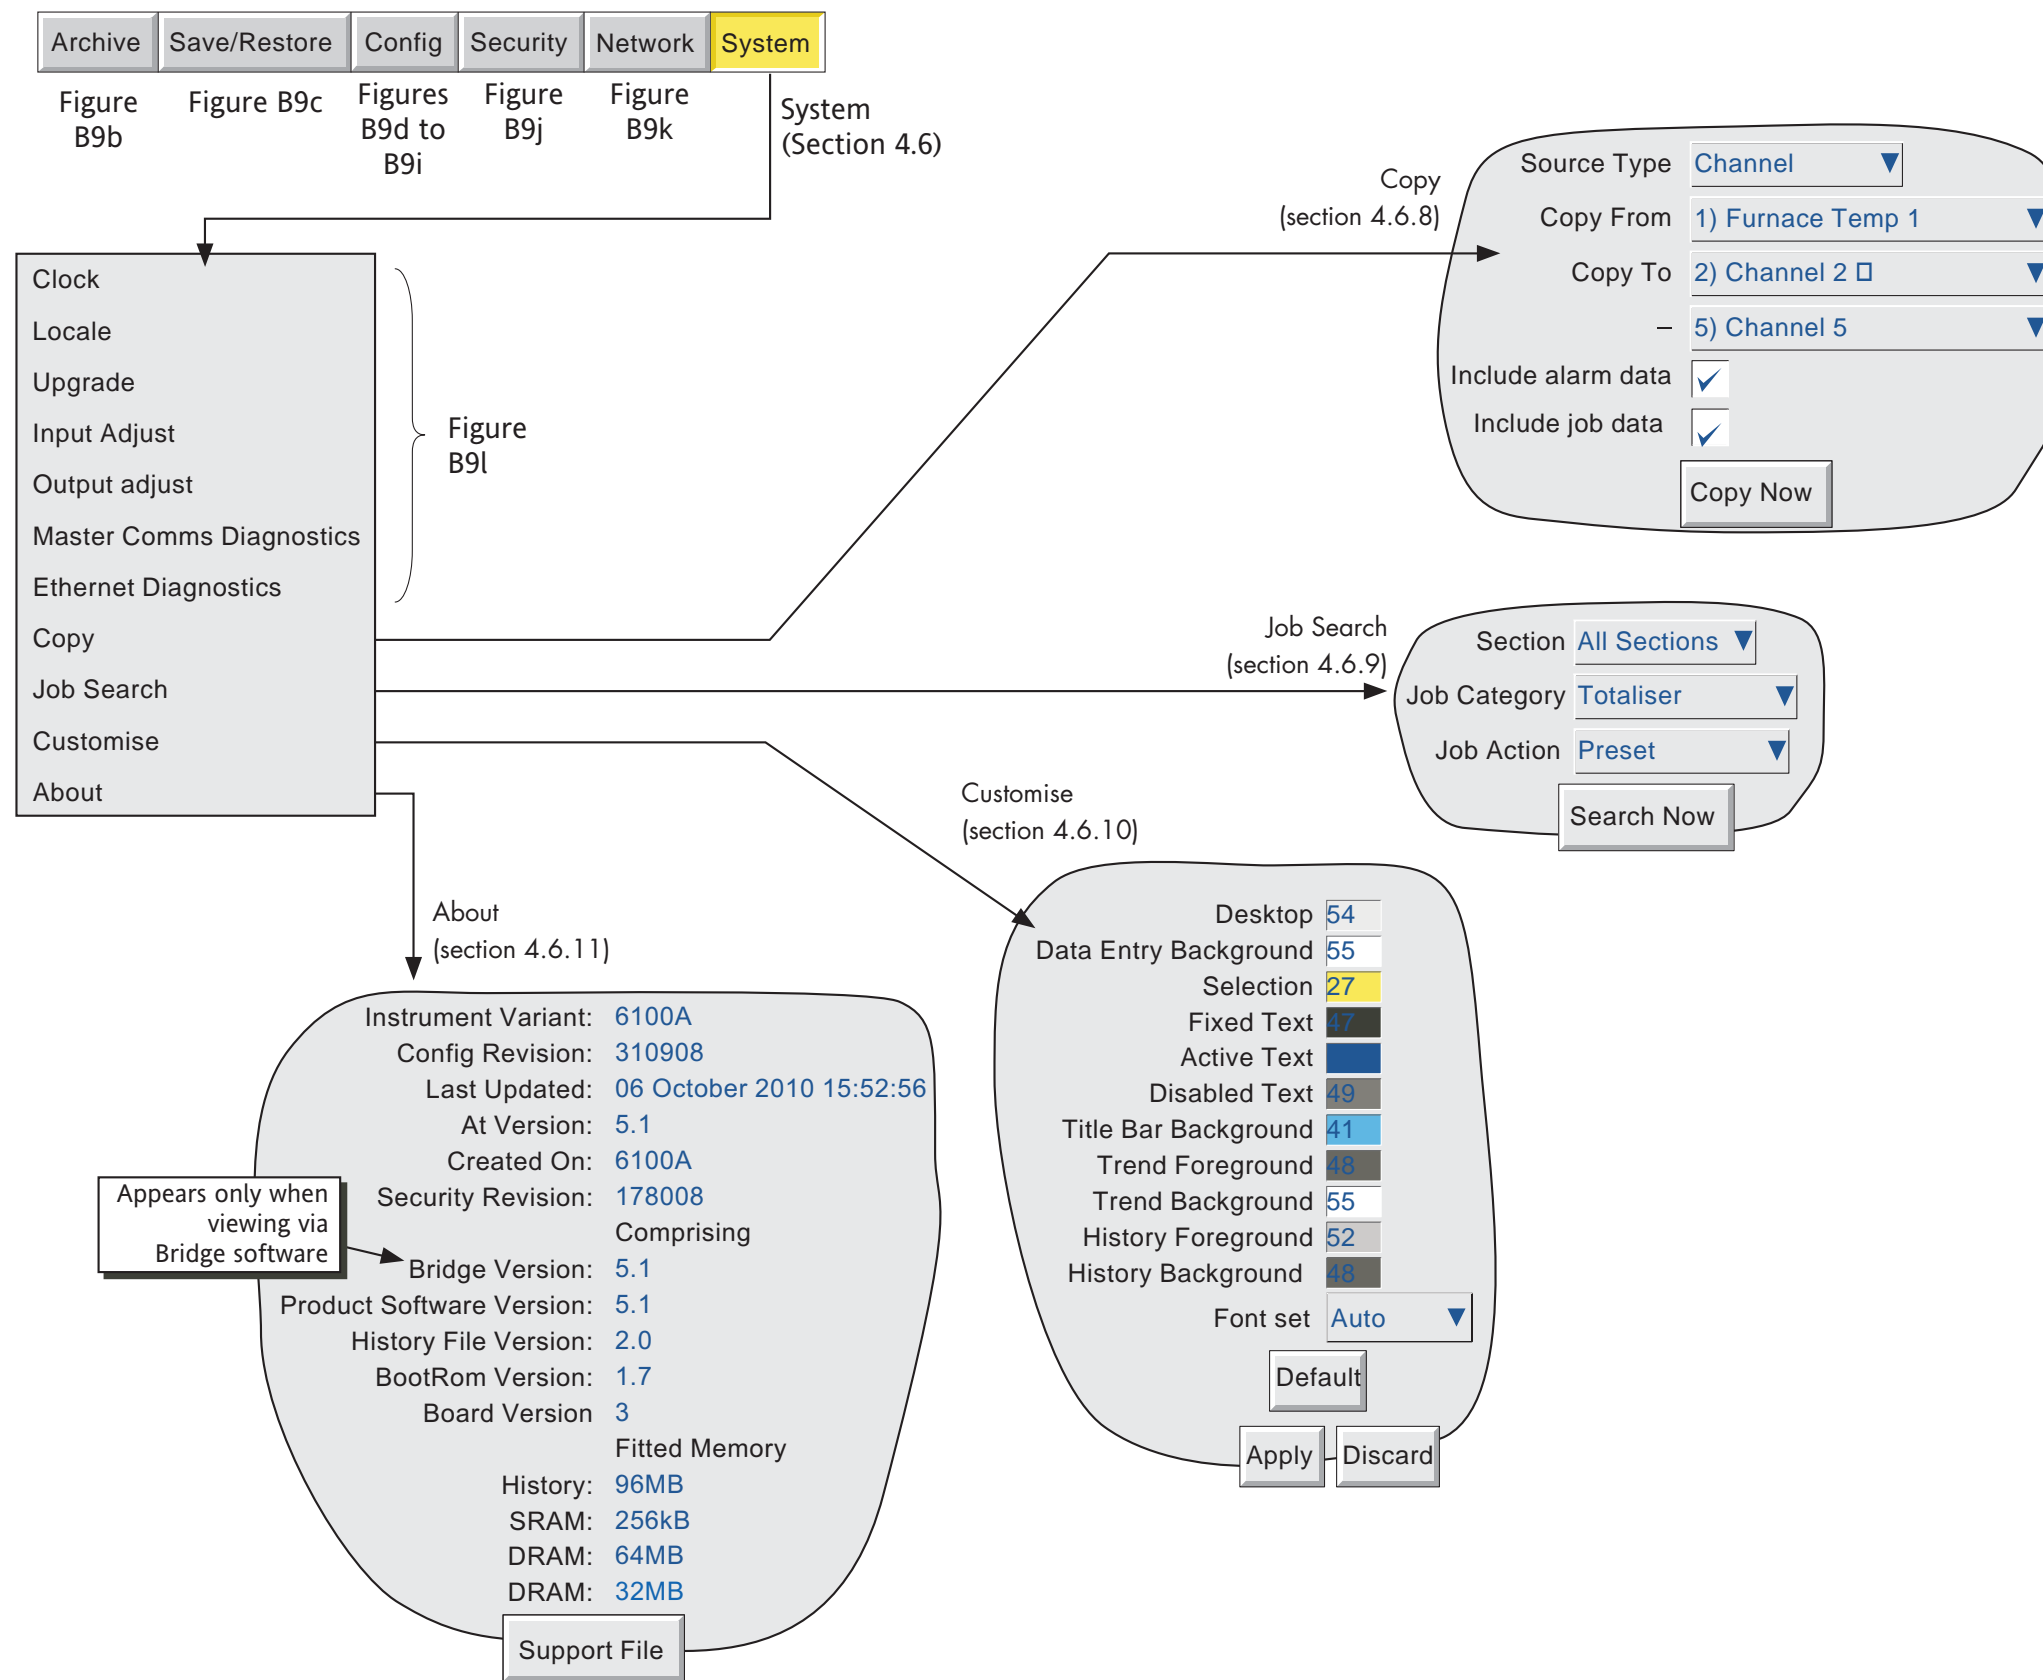 Archive Save/Restore Config Security Network System
Figure B9b
Figure B9c
Figures B9d to B9i
Figure B9j
Figure B9k
System
(Section 4.6)
Clock
Locale
Upgrade
Input Adjust
Output adjust
Master Comms Diagnostics
Ethernet Diagnostics
Copy
Job Search
Customise
About
Figure
B9l
Copy
(section 4.6.8)
Source Type Channel
Copy From 1) Furnace Temp 1
Copy To 2) Channel 2
– 5) Channel 5
Include alarm data
Include job data
Copy Now
Job Search
(section 4.6.9)
Section All Sections
Job Category Totaliser
Job Action Preset
Search Now
Customise
(section 4.6.10)
Desktop 54
Data Entry Background 55
Selection 27
Fixed Text 47
Active Text
Disabled Text 49
Title Bar Background 41
Trend Foreground 48
Trend Background 55
History Foreground 52
History Background 48
Font set Auto
Default
Apply Discard
About
(section 4.6.11)
Instrument Variant: 6100A
Config Revision: 310908
Last Updated: 06 October 2010 15:52:56
At Version: 5.1
Created On: 6100A
Security Revision: 178008
Comprising
Bridge Version: 5.1
Product Software Version: 5.1
History File Version: 2.0
BootRom Version: 1.7
Board Version 3
Fitted Memory
History: 96MB
SRAM: 256kB
DRAM: 64MB
DRAM: 32MB
Support File
Appears only when
viewing via
Bridge software